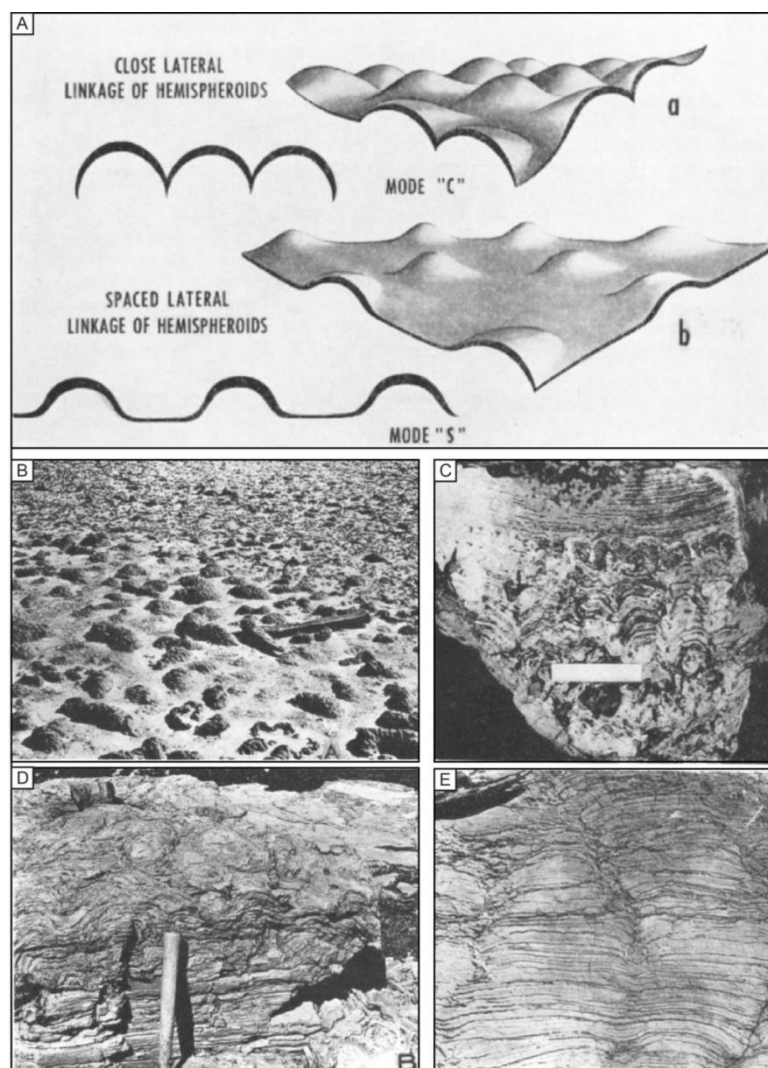 A
CLOSE LATERAL
LINKAGE OF HEMISPHEROIDS
a
MODE "C"
SPACED LATERAL
LINKAGE OF HEMISPHEROIDS
b
MODE "S"
B
C
D
E
B